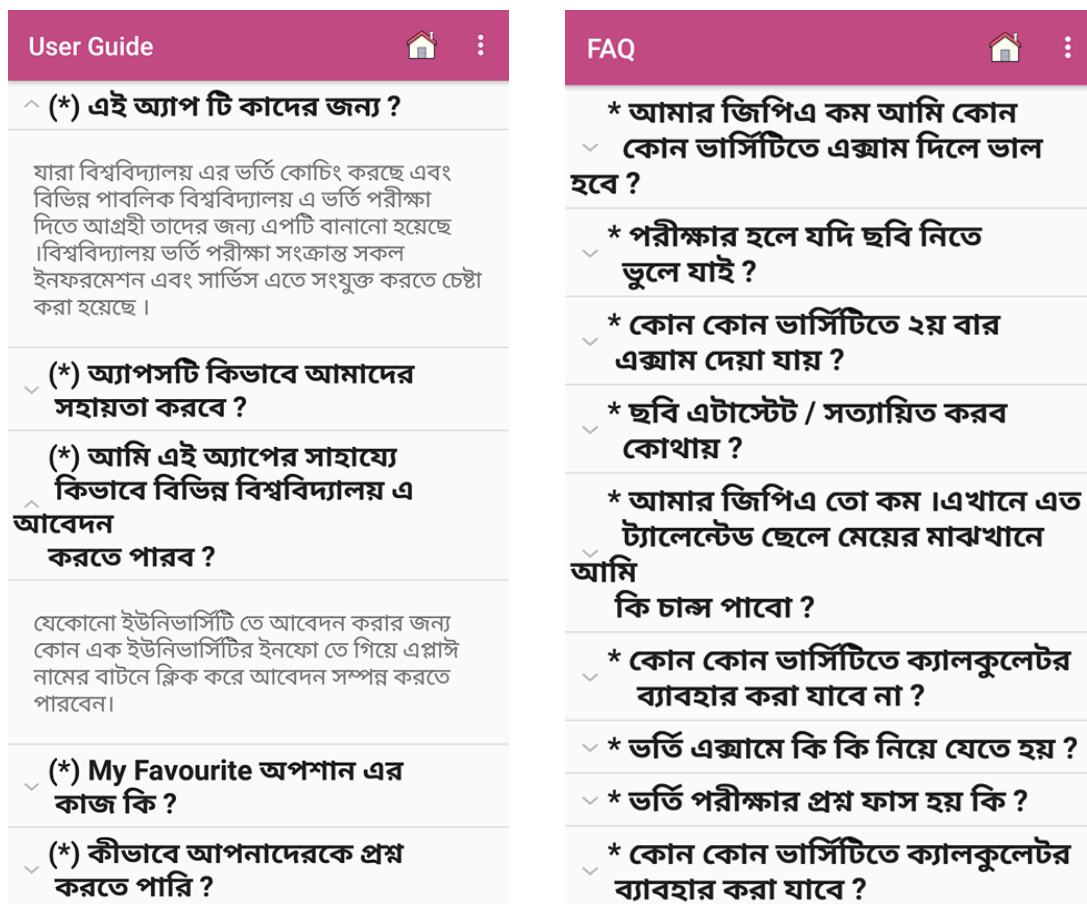 User Guide
(*) এই অ্যাপ টি কাদের জন্য ?
যারা বিশ্ববিদ্যালয় এর ভর্তি কোচিং করছে এবং
বিভিন্ন পাবলিক বিশ্ববিদ্যালয় এ ভর্তি পরীক্ষা
দিতে আগ্রহী তাদের জন্য এপটি বানানো হয়েছে
।বিশ্ববিদ্যালয় ভর্তি পরীক্ষা সংক্রান্ত সকল
ইনফরমেশন এবং সার্ভিস এতে সংযুক্ত করতে চেষ্টা
করা হয়েছে ।
(*) অ্যাপসটি কিভাবে আমাদের
সহায়তা করবে ?
(*) আমি এই অ্যাপের সাহায্যে
কিভাবে বিভিন্ন বিশ্ববিদ্যালয় এ
আবেদন
করতে পারব ?
যেকোনো ইউনিভার্সিটি তে আবেদন করার জন্য
কোন এক ইউনিভার্সিটির ইনফো তে গিয়ে এপ্লাঈ
নামের বাটনে ক্লিক করে আবেদন সম্পন্ন করতে
পারবেন।
(*) My Favourite অপশান এর
কাজ কি ?
(*) কীভাবে আপনাদেরকে প্রশ্ন
করতে পারি ?
FAQ
* আমার জিপিএ কম আমি কোন
কোন ভার্সিটিতে এক্সাম দিলে ভাল
হবে ?
* পরীক্ষার হলে যদি ছবি নিতে
ভুলে যাই ?
* কোন কোন ভার্সিটিতে ২য় বার
এক্সাম দেয়া যায় ?
* ছবি এটাস্টেট / সত্যায়িত করব
কোথায় ?
* আমার জিপিএ তো কম ।এখানে এত
ট্যালেন্টেড ছেলে মেয়ের মাঝখানে
আমি
কি চান্স পাবো ?
* কোন কোন ভার্সিটিতে ক্যালকুলেটর
ব্যাবহার করা যাবে না ?
* ভর্তি এক্সামে কি কি নিয়ে যেতে হয় ?
* ভর্তি পরীক্ষার প্রশ্ন ফাস হয় কি ?
* কোন কোন ভার্সিটিতে ক্যালকুলেটর
ব্যাবহার করা যাবে ?